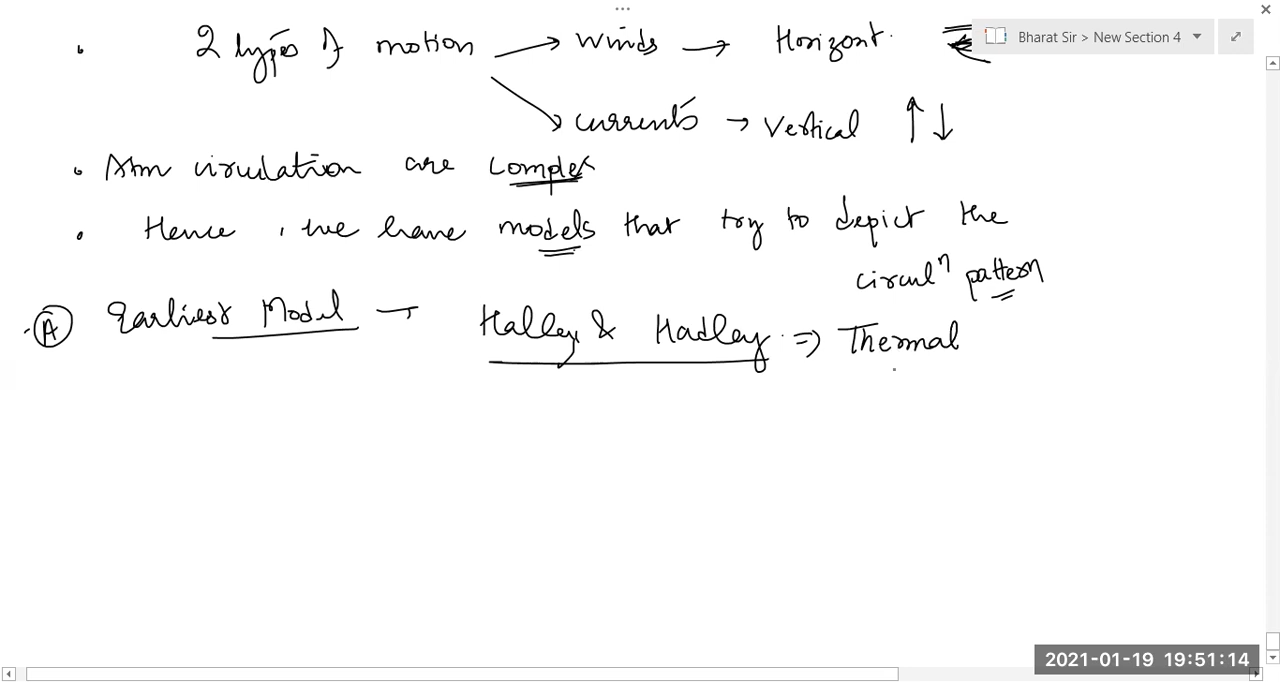 ...
Bharat Sir > New Section 4
• 2 types of motion → Winds → Horizont.
→ currents → Vertical ↑↓
• Atm circulation are complex
• Hence, we have models that try to depict the
circulⁿ pattern
(A) Earliest Model → Halley & Hadley ⇒ Thermal
2021-01-19 19:51:14